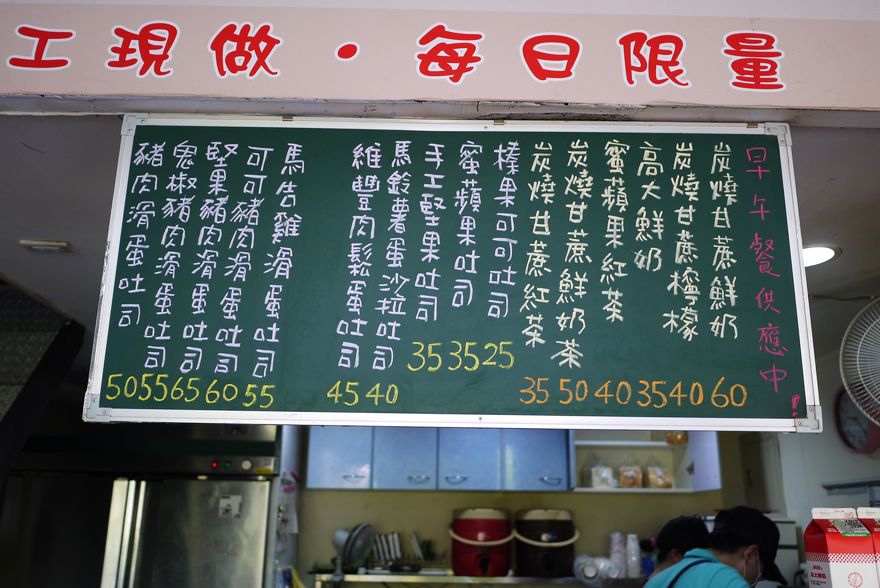 工現做・每日限量
早午餐供應中!
炭燒甘蔗鮮奶 60
炭燒甘蔗檸檬 40
高大鮮奶 35
蜜蘋果紅茶 40
炭燒甘蔗鮮奶茶 50
炭燒甘蔗紅茶 35
榛果可可吐司 25
蜜蘋果吐司 35
手工堅果吐司 35
馬鈴薯蛋沙拉吐司 40
維豐肉鬆蛋吐司 45
馬告雞滑蛋吐司 55
可可豬肉滑蛋吐司 60
堅果豬肉滑蛋吐司 65
鬼椒豬肉滑蛋吐司 55
豬肉滑蛋吐司 50